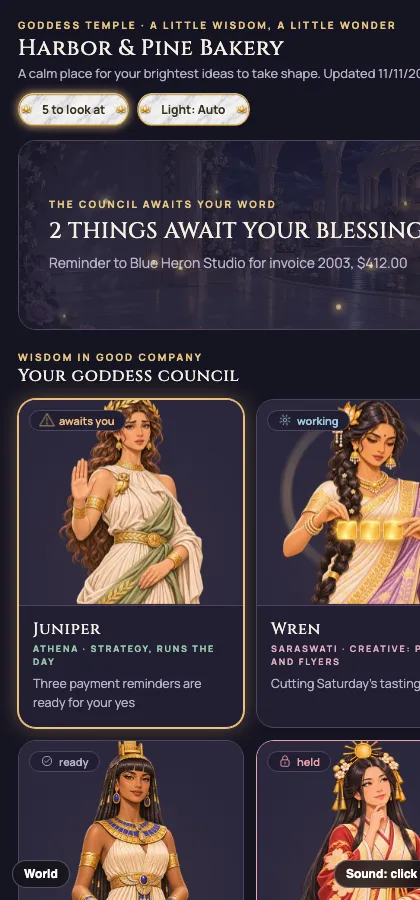 GODDESS TEMPLE · A LITTLE WISDOM, A LITTLE WONDER
HARBOR & PINE BAKERY
A calm place for your brightest ideas to take shape. Updated 11/11/20
5 to look at
Light: Auto
THE COUNCIL AWAITS YOUR WORD
2 THINGS AWAIT YOUR BLESSING
Reminder to Blue Heron Studio for invoice 2003, $412.00
WISDOM IN GOOD COMPANY
YOUR GODDESS COUNCIL
awaits you
working
JUNIPER
ATHENA · STRATEGY, RUNS THE
DAY
Three payment reminders are
ready for your yes
WREN
SARASWATI · CREATIVE: P
AND FLYERS
Cutting Saturday's tasting
ready
held
World
Sound: click